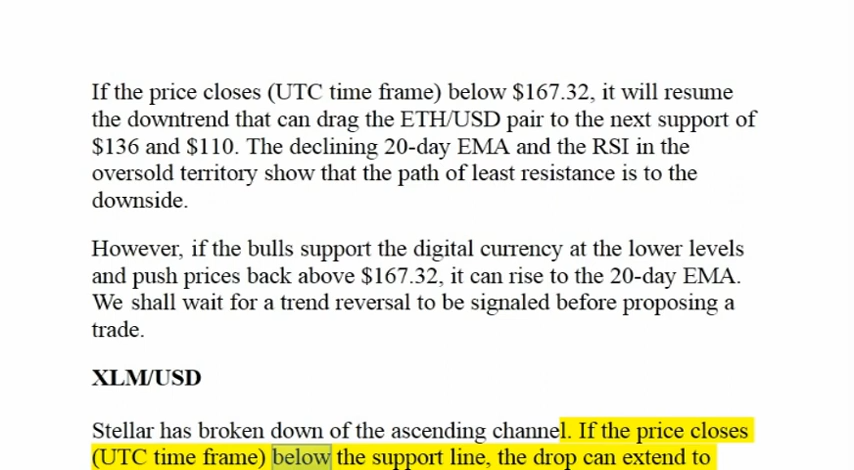 If the price closes (UTC time frame) below $167.32, it will resume
the downtrend that can drag the ETH/USD pair to the next support of
$136 and $110. The declining 20-day EMA and the RSI in the
oversold territory show that the path of least resistance is to the
downside.
However, if the bulls support the digital currency at the lower levels
and push prices back above $167.32, it can rise to the 20-day EMA.
We shall wait for a trend reversal to be signaled before proposing a
trade.
XLM/USD
Stellar has broken down of the ascending channel. If the price closes
(UTC time frame) below the support line, the drop can extend to